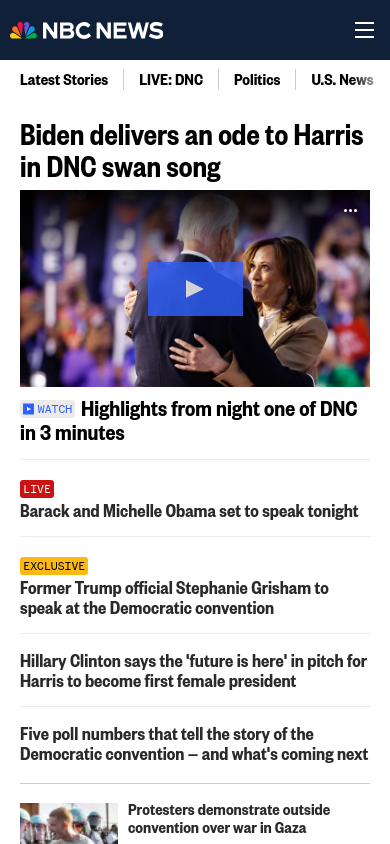 NBC NEWS
Latest Stories
LIVE: DNC
Politics
U.S. News
Biden delivers an ode to Harris
in DNC swan song
WATCH Highlights from night one of DNC
in 3 minutes
LIVE
Barack and Michelle Obama set to speak tonight
EXCLUSIVE
Former Trump official Stephanie Grisham to
speak at the Democratic convention
Hillary Clinton says the 'future is here' in pitch for
Harris to become first female president
Five poll numbers that tell the story of the
Democratic convention — and what's coming next
Protesters demonstrate outside
convention over war in Gaza